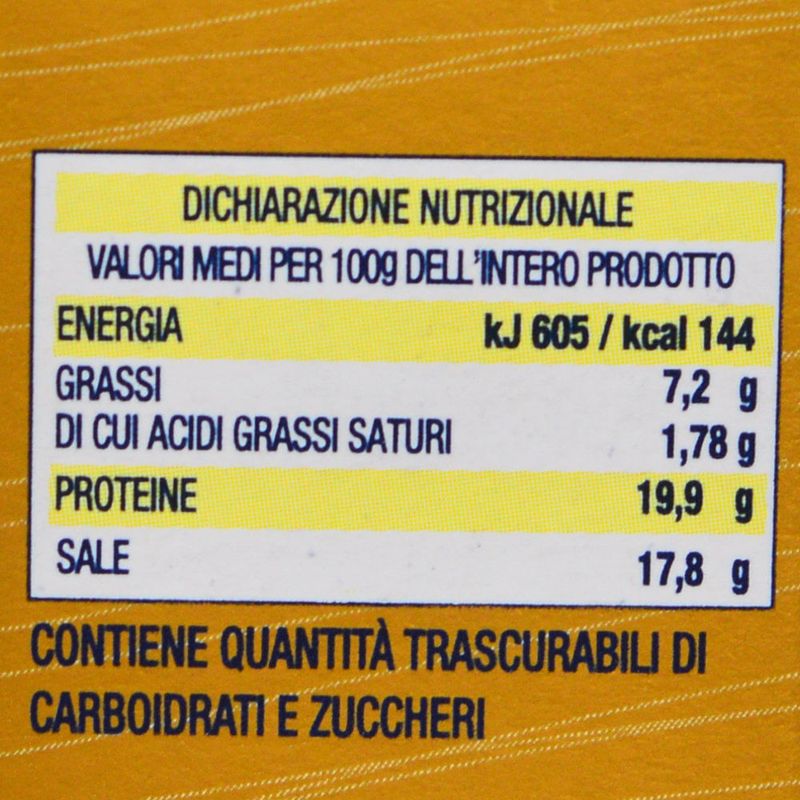 DICHIARAZIONE NUTRIZIONALE
VALORI MEDI PER 100g DELL'INTERO PRODOTTO
ENERGIA kJ 605 / kcal 144
GRASSI 7,2 g
DI CUI ACIDI GRASSI SATURI 1,78 g
PROTEINE 19,9 g
SALE 17,8 g
CONTIENE QUANTITÀ TRASCURABILI DI
CARBOIDRATI E ZUCCHERI